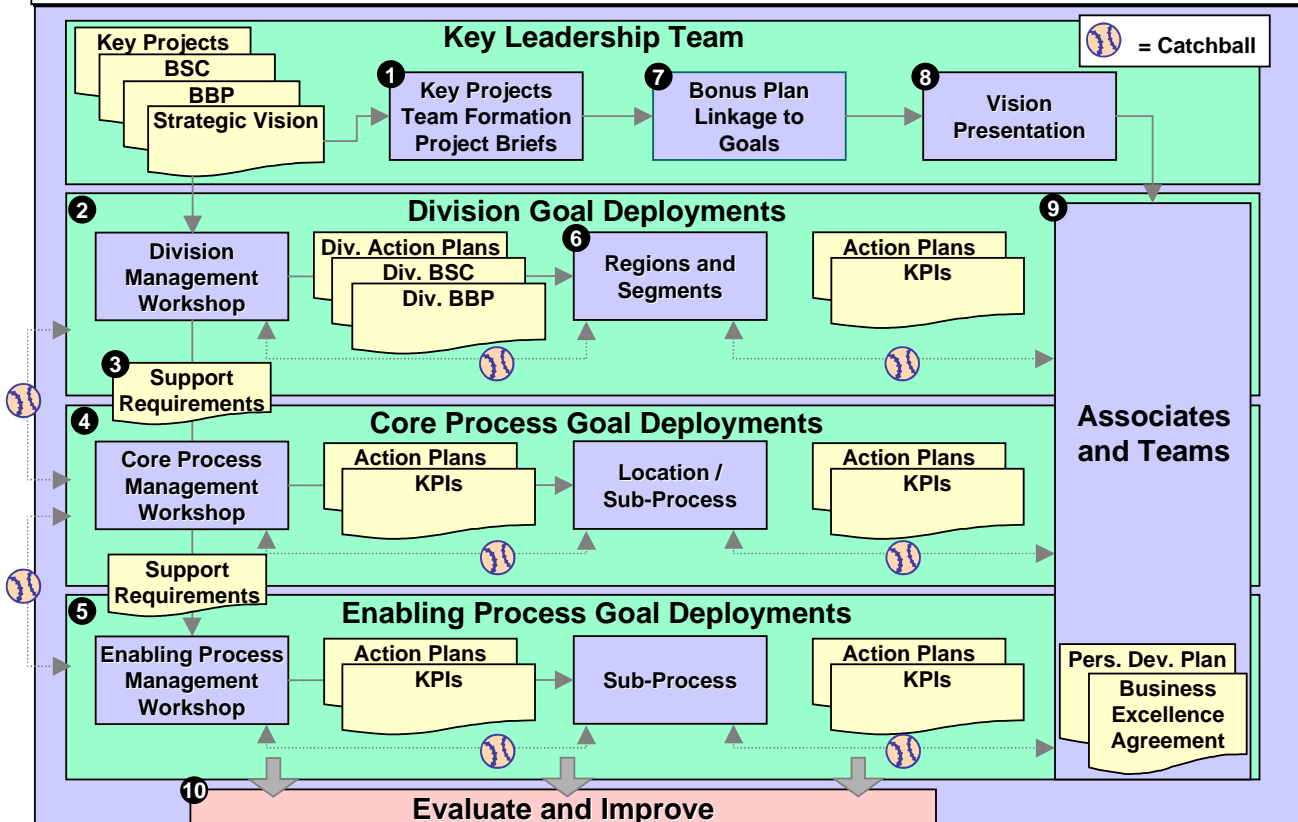 Key Leadership Team
= Catchball
Key Projects
BSC
BBP
Strategic Vision
1
Key Projects
Team Formation
Project Briefs
7
Bonus Plan
Linkage to
Goals
8
Vision
Presentation
2
Division Goal Deployments
Division
Management
Workshop
Div. Action Plans
Div. BSC
Div. BBP
6
Regions and
Segments
Action Plans
KPIs
9
Associates
and Teams
3
Support
Requirements
4
Core Process Goal Deployments
Core Process
Management
Workshop
Action Plans
KPIs
Location /
Sub-Process
Action Plans
KPIs
Support
Requirements
5
Enabling Process Goal Deployments
Enabling Process
Management
Workshop
Action Plans
KPIs
Sub-Process
Action Plans
KPIs
Pers. Dev. Plan
Business
Excellence
Agreement
10
Evaluate and Improve